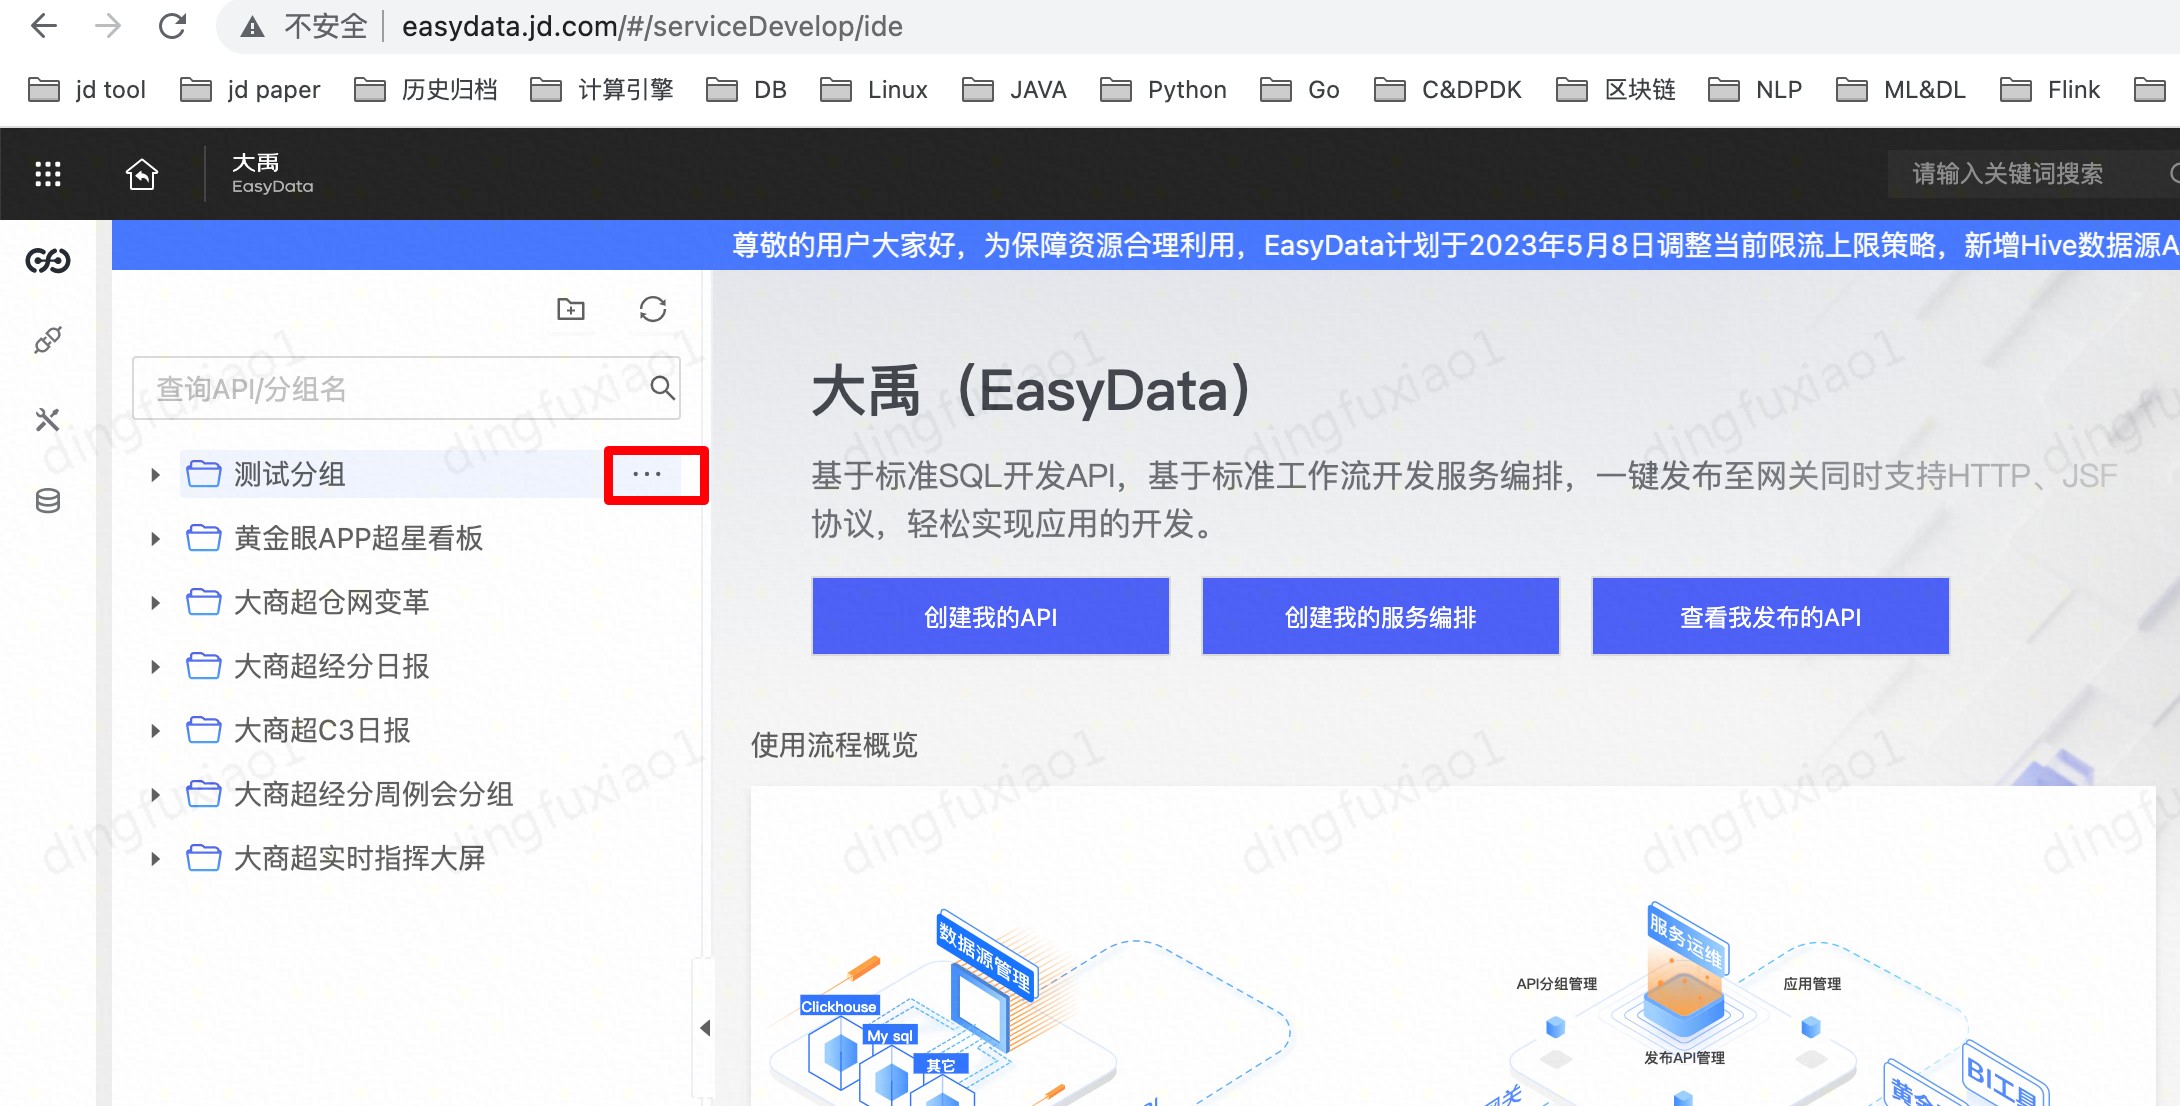 不安全 easydata.jd.com/#/serviceDevelop/ide
jd tool jd paper 历史归档 计算引擎 DB Linux JAVA Python Go C&DPDK 区块链 NLP ML&DL Flink
大禹
EasyData
请输入关键词搜索
尊敬的用户大家好，为保障资源合理利用，EasyData计划于2023年5月8日调整当前限流上限策略，新增Hive数据源A
查询API/分组名
测试分组
黄金眼APP超星看板
大商超仓网变革
大商超经分日报
大商超C3日报
大商超经分周例会分组
大商超实时指挥大屏
大禹（EasyData）
基于标准SQL开发API，基于标准工作流开发服务编排，一键发布至网关同时支持HTTP、JSF
协议，轻松实现应用的开发。
创建我的API 创建我的服务编排 查看我发布的API
使用流程概览
数据源管理
Clickhouse
My sql
其它
服务运维
API分组管理
应用管理
发布API管理
BI工具
黄金
dingfuxiao1
dingfuxiao1
dingfuxiao1
dingfuxiao1
dingfuxiao1
dingfu
dingfuxiao1
dingfuxiao1
dingfuxiao1
dingfuxiao1
dingfuxiao1
dingfu